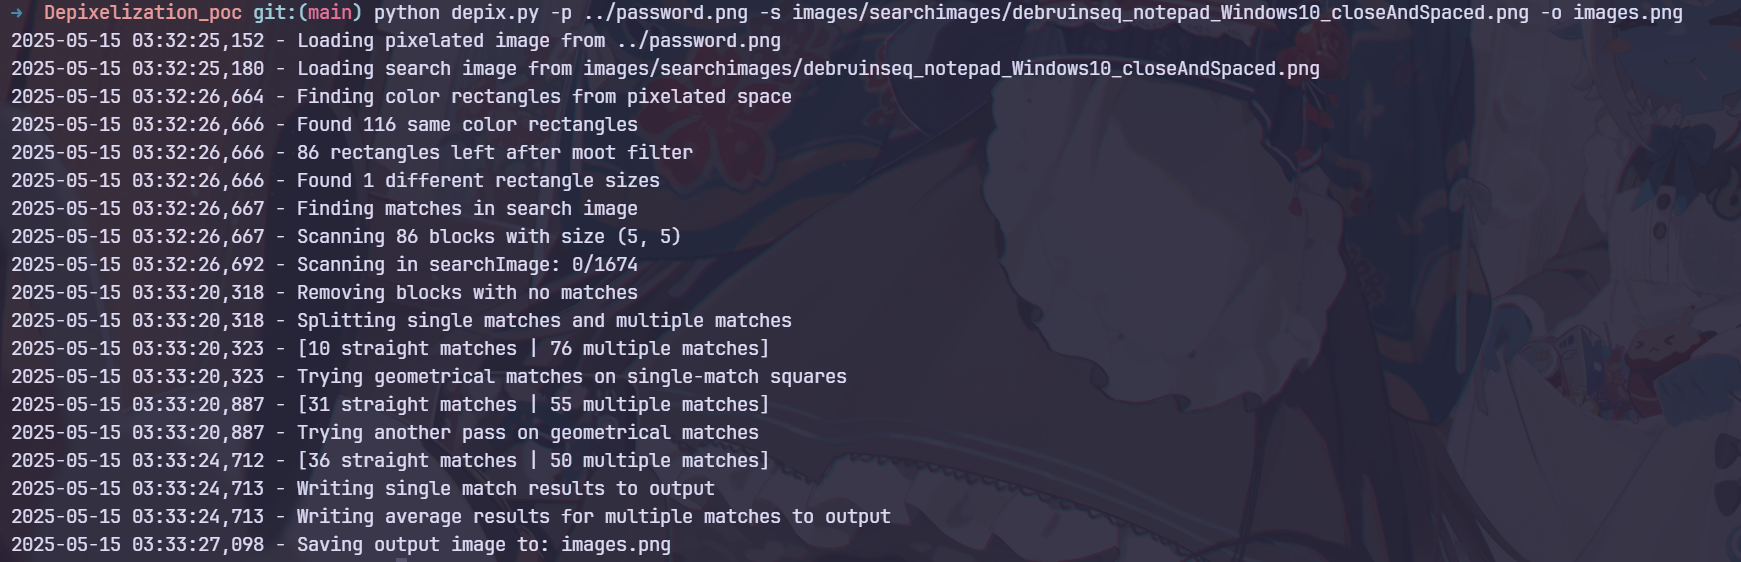 → Depixelization_poc git:(main) python depix.py -p ../password.png -s images/searchimages/debruinseq_notepad_Windows10_closeAndSpaced.png -o images.png
2025-05-15 03:32:25,152 - Loading pixelated image from ../password.png
2025-05-15 03:32:25,180 - Loading search image from images/searchimages/debruinseq_notepad_Windows10_closeAndSpaced.png
2025-05-15 03:32:26,664 - Finding color rectangles from pixelated space
2025-05-15 03:32:26,666 - Found 116 same color rectangles
2025-05-15 03:32:26,666 - 86 rectangles left after moot filter
2025-05-15 03:32:26,666 - Found 1 different rectangle sizes
2025-05-15 03:32:26,667 - Finding matches in search image
2025-05-15 03:32:26,667 - Scanning 86 blocks with size (5, 5)
2025-05-15 03:32:26,692 - Scanning in searchImage: 0/1674
2025-05-15 03:33:20,318 - Removing blocks with no matches
2025-05-15 03:33:20,318 - Splitting single matches and multiple matches
2025-05-15 03:33:20,323 - [10 straight matches | 76 multiple matches]
2025-05-15 03:33:20,323 - Trying geometrical matches on single-match squares
2025-05-15 03:33:20,887 - [31 straight matches | 55 multiple matches]
2025-05-15 03:33:20,887 - Trying another pass on geometrical matches
2025-05-15 03:33:24,712 - [36 straight matches | 50 multiple matches]
2025-05-15 03:33:24,713 - Writing single match results to output
2025-05-15 03:33:24,713 - Writing average results for multiple matches to output
2025-05-15 03:33:27,098 - Saving output image to: images.png